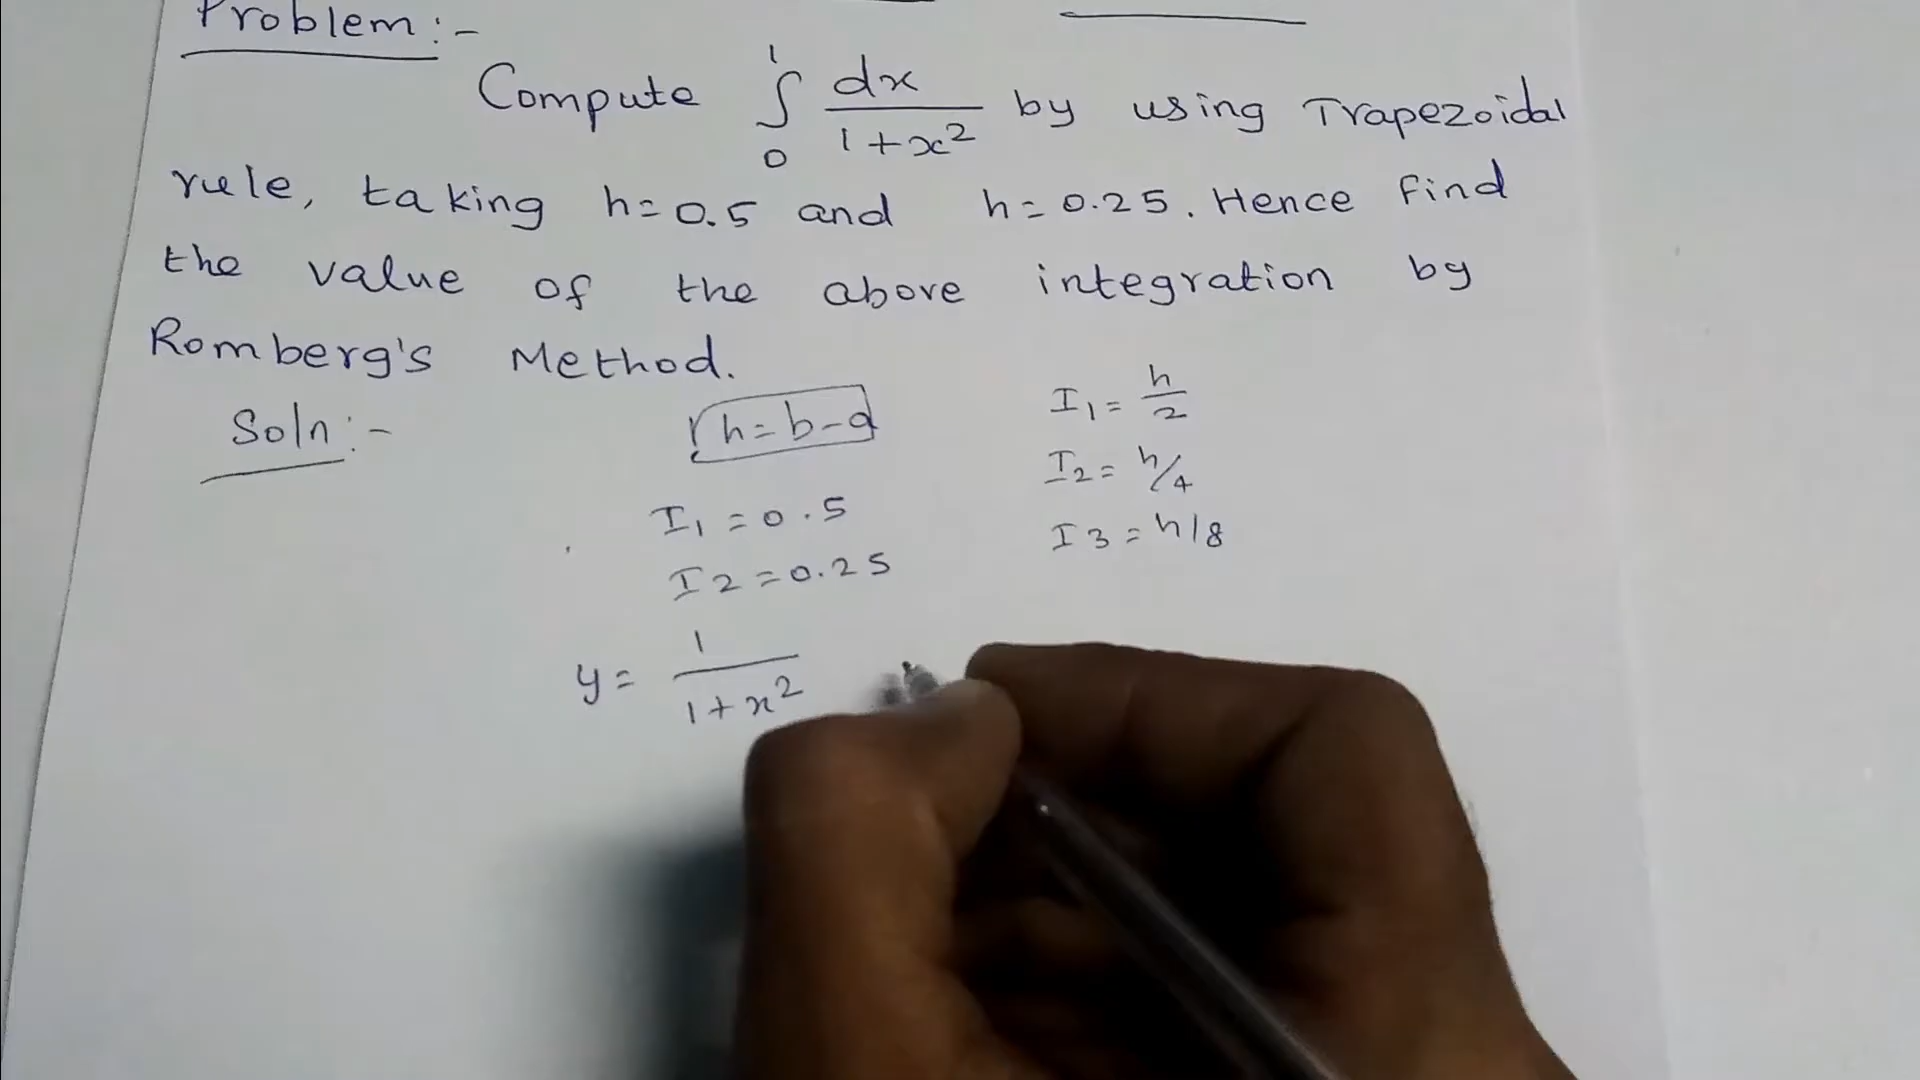 Problem:-
Compute ∫₀¹ dx/(1+x²) by using Trapezoidal
rule, taking h=0.5 and h=0.25. Hence find
the value of the above integration by
Romberg's Method.
Soln:-
h=b-a
I₁ = h/2
I₂ = h/4
I3 = h/8
I₁ = 0.5
I2 = 0.25
y = 1/(1+x²)